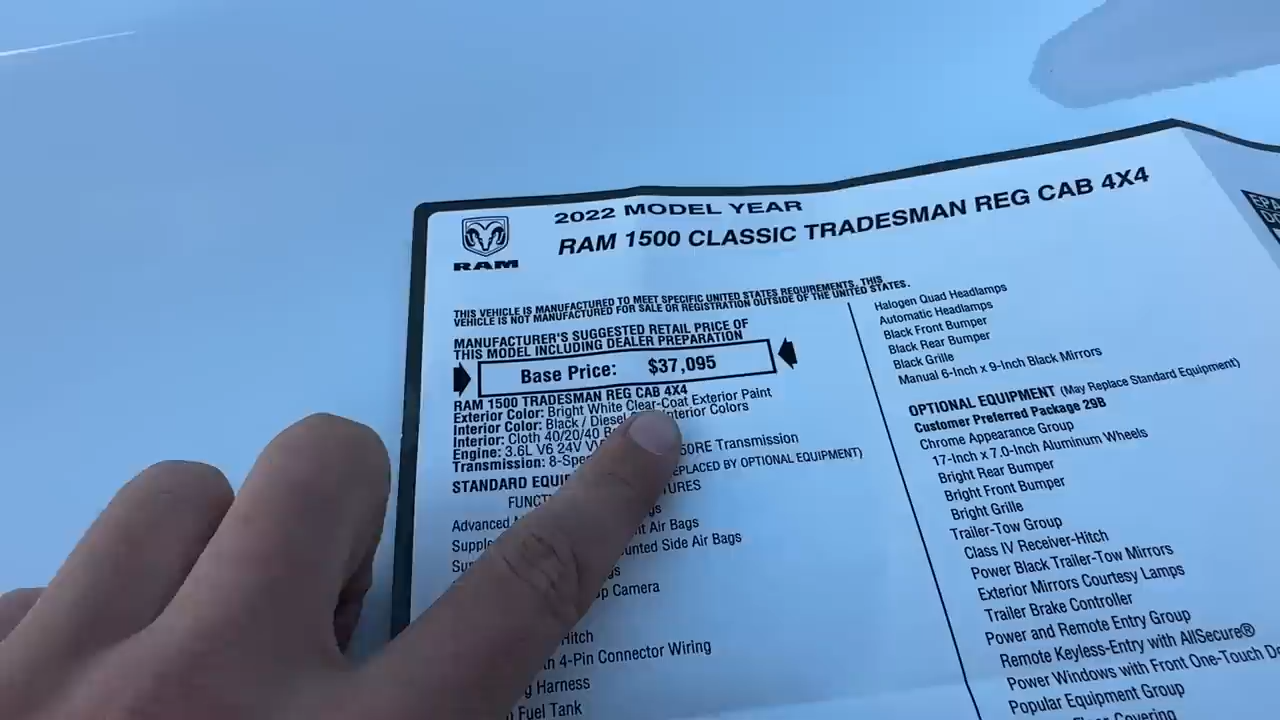 2022 MODEL YEAR
RAM 1500 CLASSIC TRADESMAN REG CAB 4X4
RAM
THIS VEHICLE IS MANUFACTURED TO MEET SPECIFIC UNITED STATES REQUIREMENTS. THIS
VEHICLE IS NOT MANUFACTURED FOR SALE OR REGISTRATION OUTSIDE OF THE UNITED STATES.
MANUFACTURER'S SUGGESTED RETAIL PRICE OF
THIS MODEL INCLUDING DEALER PREPARATION
Base Price: $37,095
RAM 1500 TRADESMAN REG CAB 4X4
Exterior Color: Bright White Clear-Coat Exterior Paint
Interior Color: Black / Diesel Interior Colors
Interior: Cloth 40/20/40
Engine: 3.6L V6 24V
Transmission: 8-Spe 50RE Transmission
STANDARD EQUI EPLACED BY OPTIONAL EQUIPMENT)
FUNCT TURES
Advanced gs
Supple nt Air Bags
Su unted Side Air Bags
gs
p Camera
Hitch
4-Pin Connector Wiring
g Harness
Fuel Tank
Halogen Quad Headlamps
Automatic Headlamps
Black Front Bumper
Black Rear Bumper
Black Grille
Manual 6-Inch x 9-Inch Black Mirrors
OPTIONAL EQUIPMENT (May Replace Standard Equipment)
Customer Preferred Package 29B
Chrome Appearance Group
17-Inch x 7.0-Inch Aluminum Wheels
Bright Rear Bumper
Bright Front Bumper
Bright Grille
Trailer-Tow Group
Class IV Receiver-Hitch
Power Black Trailer-Tow Mirrors
Exterior Mirrors Courtesy Lamps
Trailer Brake Controller
Power and Remote Entry Group
Remote Keyless-Entry with AllSecure®
Power Windows with Front One-Touch D
Popular Equipment Group
Floor Covering